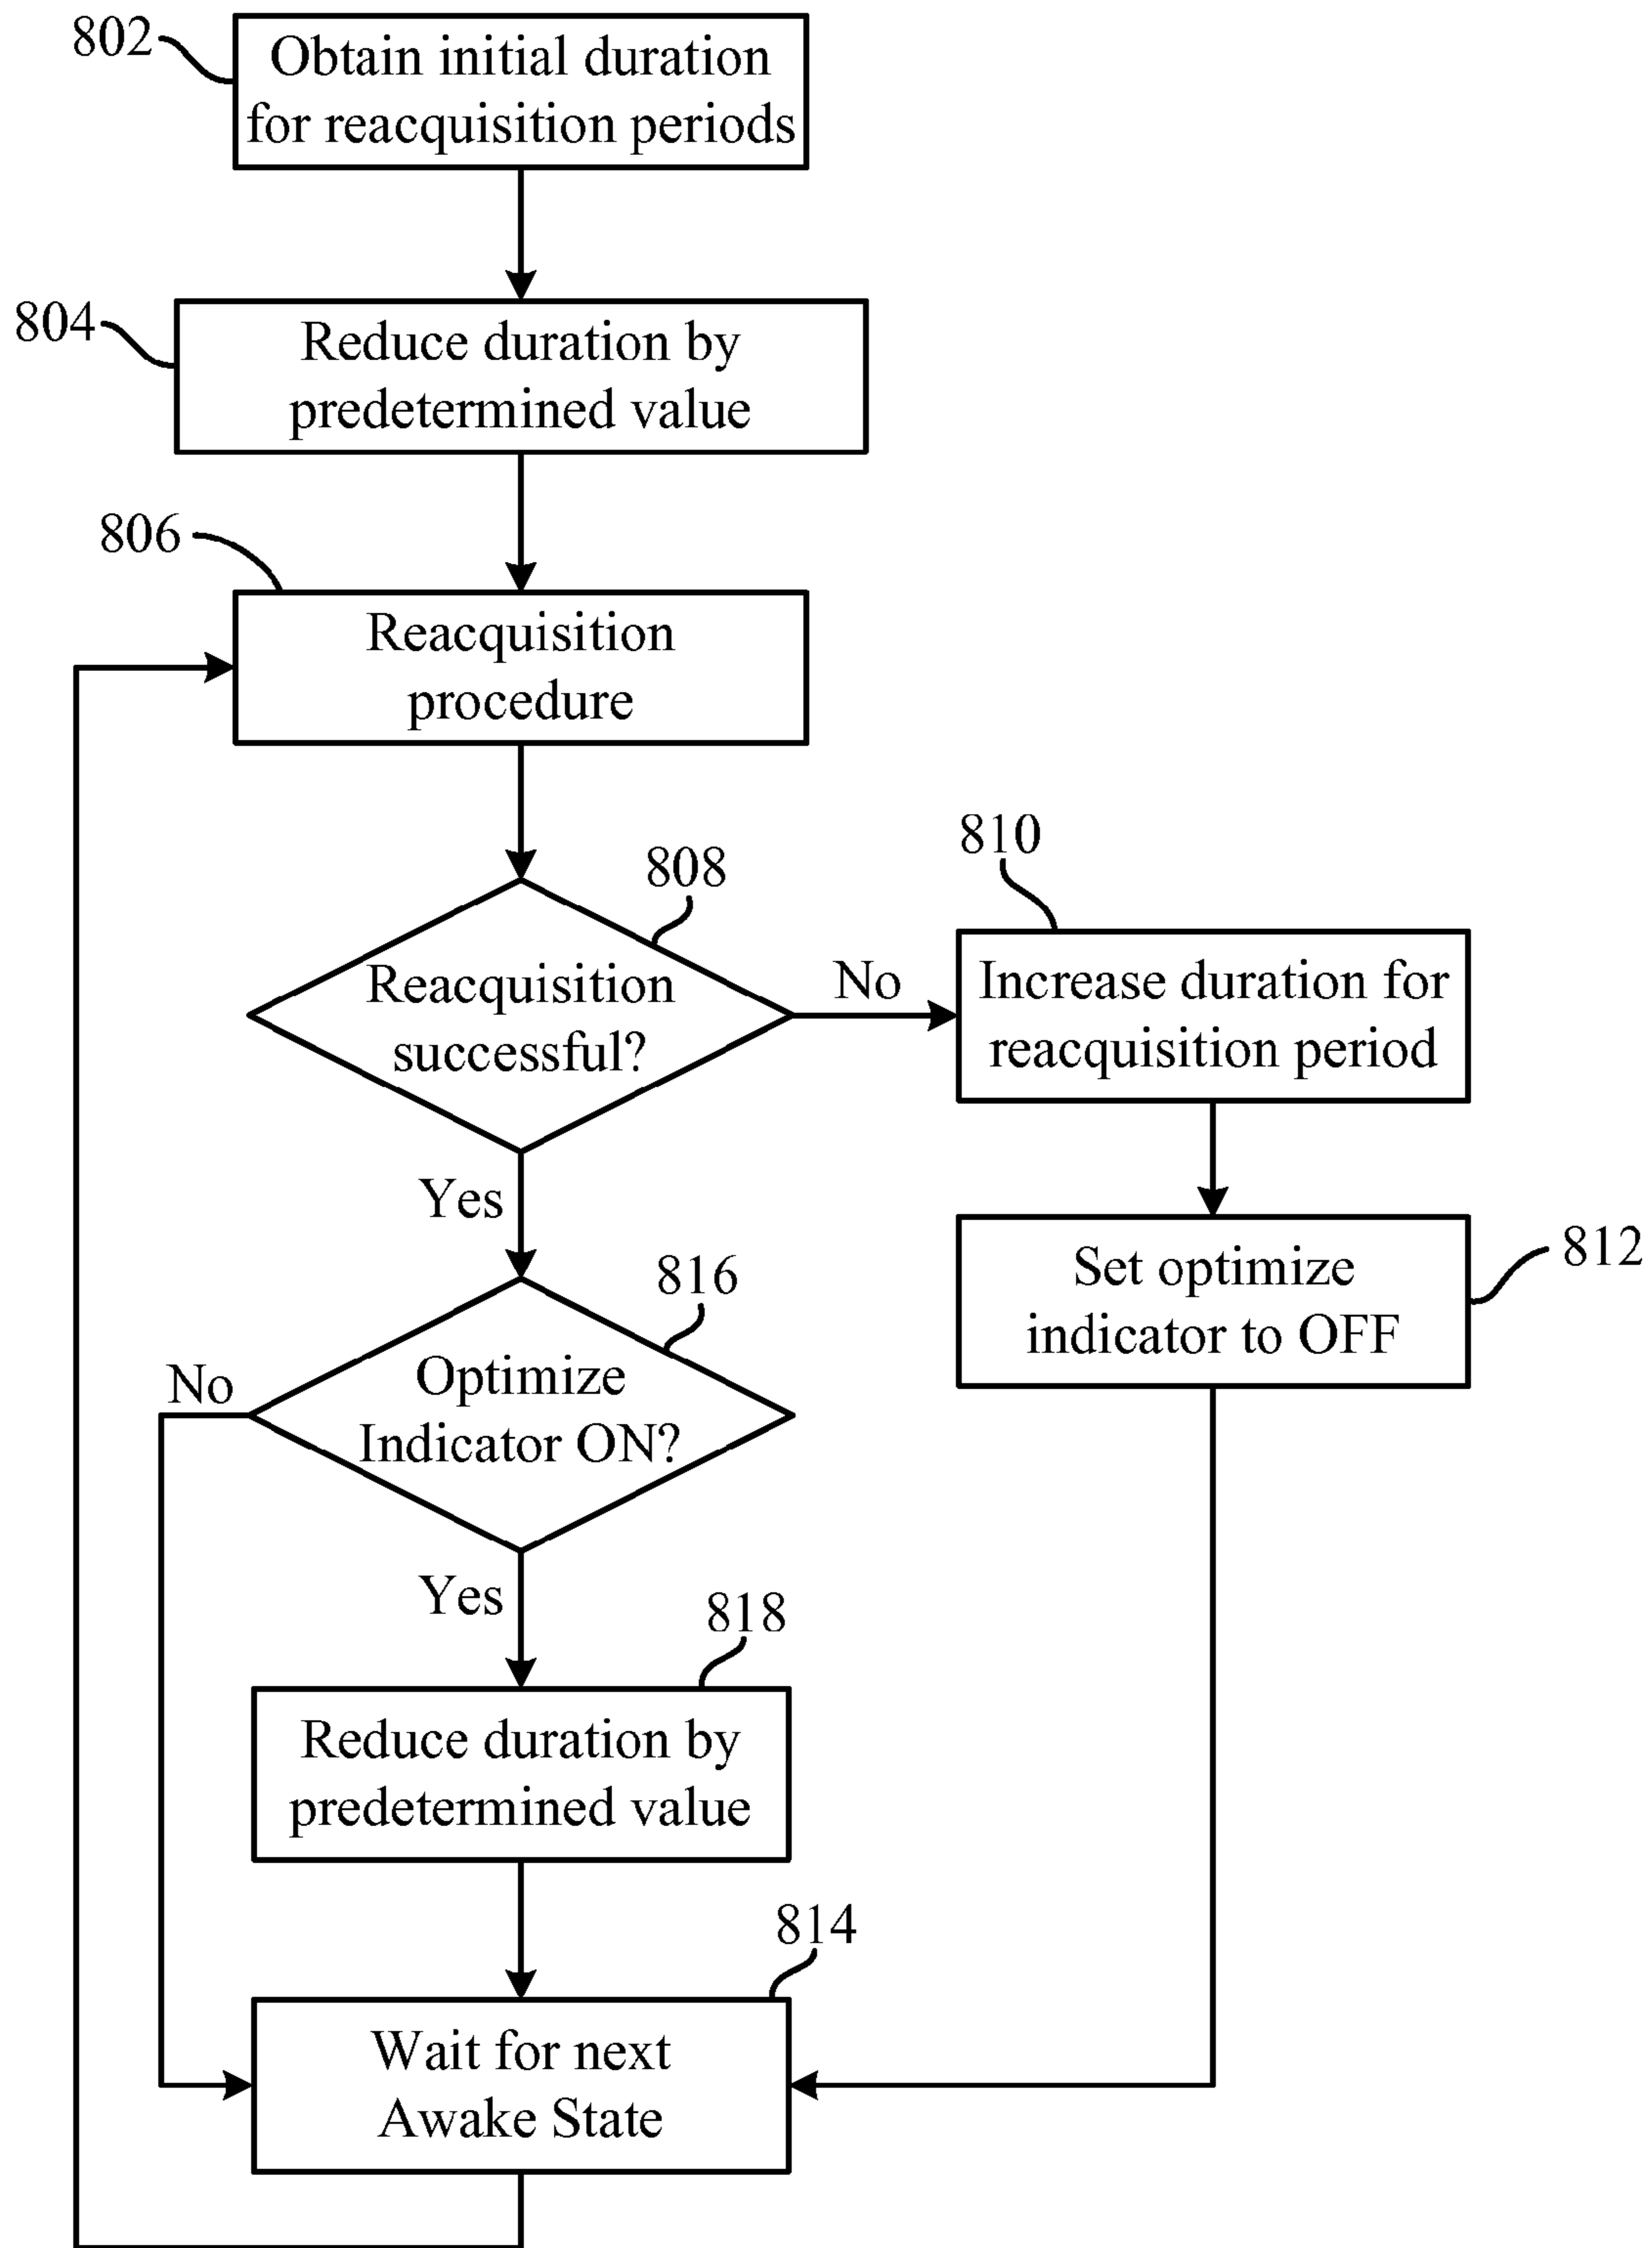 802
Obtain initial duration
for reacquisition periods
804
Reduce duration by
predetermined value
806
Reacquisition
procedure
808
Reacquisition
successful?
No
810
Increase duration for
reacquisition period
Yes
812
Set optimize
indicator to OFF
816
Optimize
Indicator ON?
No
Yes
818
Reduce duration by
predetermined value
814
Wait for next
Awake State